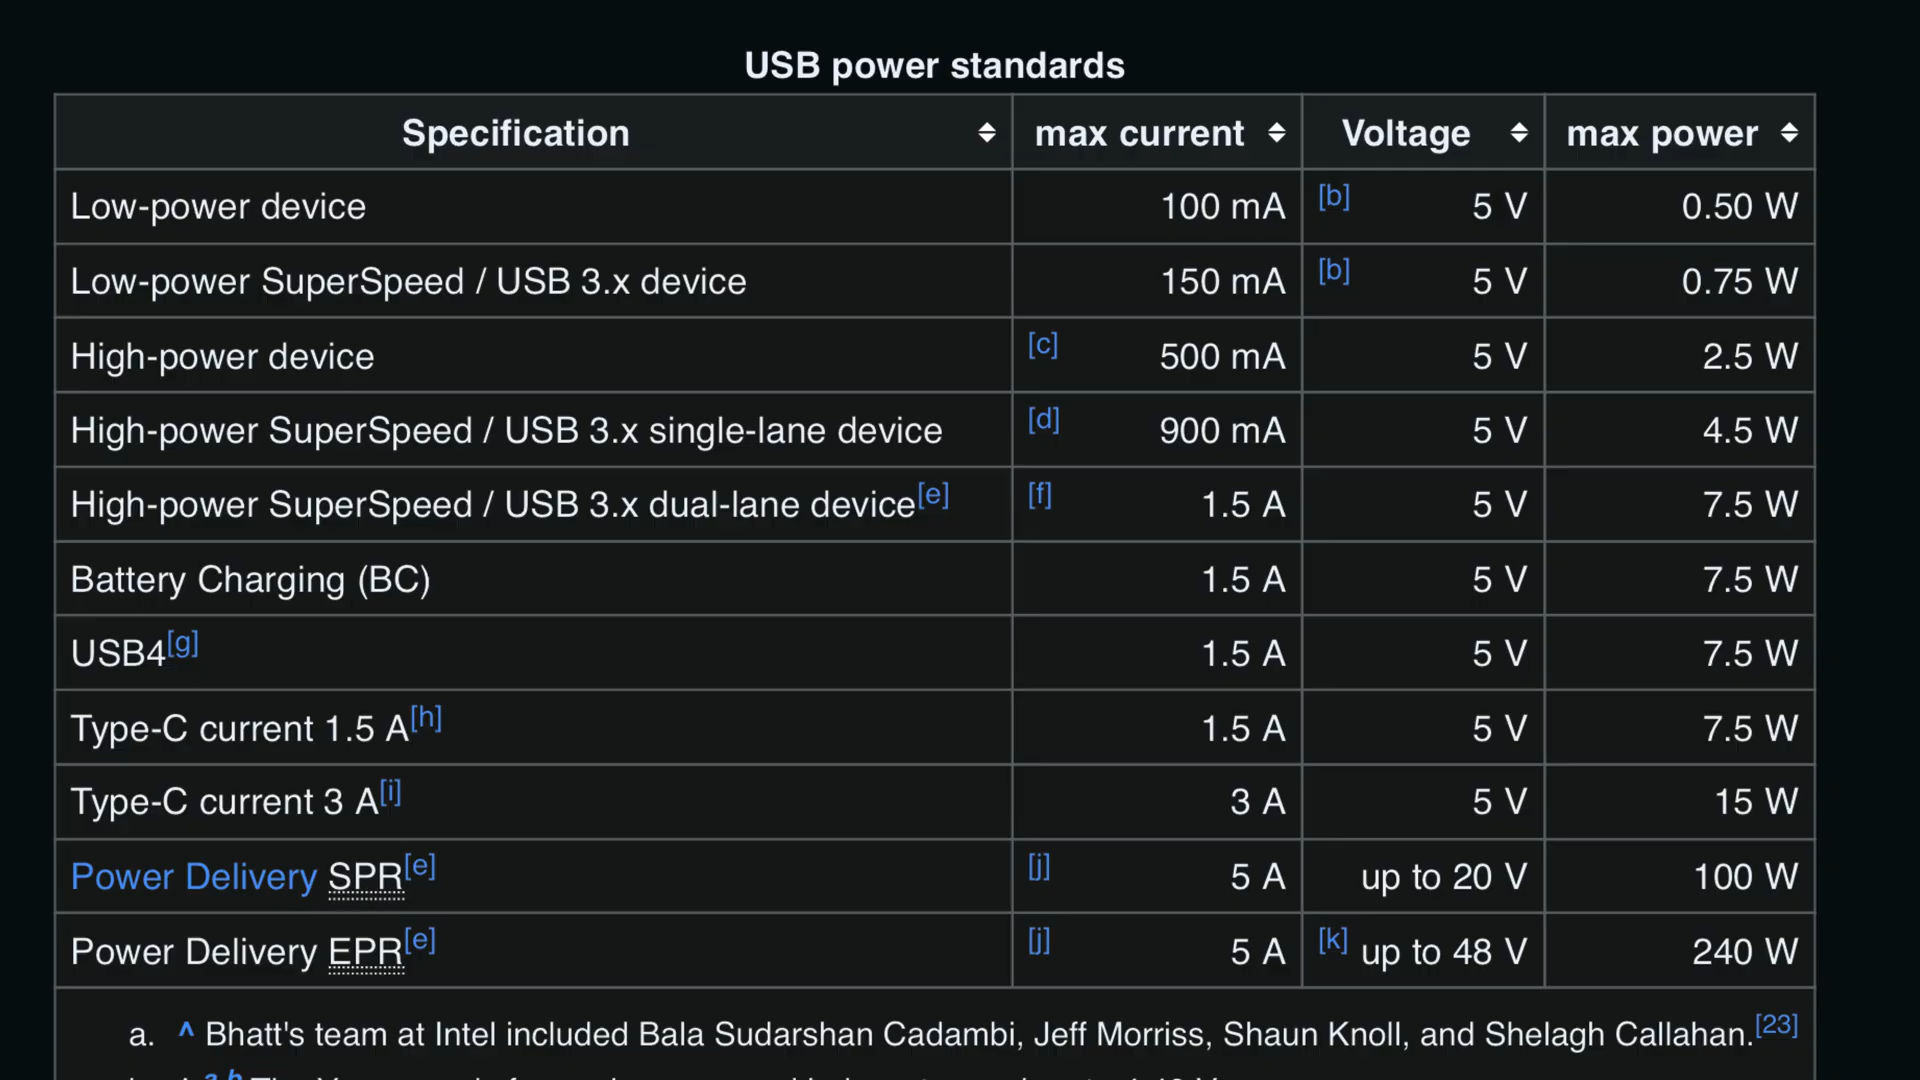 USB power standards
Specification max current Voltage max power
Low-power device 100 mA [b] 5 V 0.50 W
Low-power SuperSpeed / USB 3.x device 150 mA [b] 5 V 0.75 W
High-power device [c] 500 mA 5 V 2.5 W
High-power SuperSpeed / USB 3.x single-lane device [d] 900 mA 5 V 4.5 W
High-power SuperSpeed / USB 3.x dual-lane device[e] [f] 1.5 A 5 V 7.5 W
Battery Charging (BC) 1.5 A 5 V 7.5 W
USB4[g] 1.5 A 5 V 7.5 W
Type-C current 1.5 A[h] 1.5 A 5 V 7.5 W
Type-C current 3 A[i] 3 A 5 V 15 W
Power Delivery SPR[e] [j] 5 A up to 20 V 100 W
Power Delivery EPR[e] [j] 5 A [k] up to 48 V 240 W
a. ^ Bhatt's team at Intel included Bala Sudarshan Cadambi, Jeff Morriss, Shaun Knoll, and Shelagh Callahan.[23]